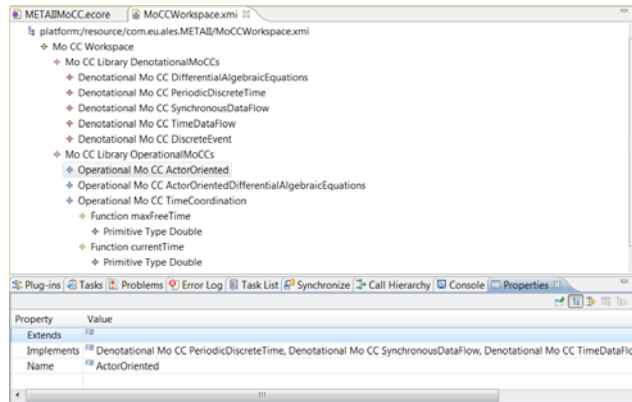 METAIIMoCC.ecore MoCCWorkspace.xmi
platform:/resource/com.eu.ales.METAII/MoCCWorkspace.xmi
Mo CC Workspace
Mo CC Library DenotationalMoCCs
Denotational Mo CC DifferentialAlgebraicEquations
Denotational Mo CC PeriodicDiscreteTime
Denotational Mo CC SynchronousDataFlow
Denotational Mo CC TimeDataFlow
Denotational Mo CC DiscreteEvent
Mo CC Library OperationalMoCCs
Operational Mo CC ActorOriented
Operational Mo CC ActorOrientedDifferentialAlgebraicEquations
Operational Mo CC TimeCoordination
Function maxFreeTime
Primitive Type Double
Function currentTime
Primitive Type Double
Plug-ins Tasks Problems Error Log Task List Synchronize Call Hierarchy Console Properties
Property Value
Extends
Implements Denotational Mo CC PeriodicDiscreteTime, Denotational Mo CC SynchronousDataFlow, Denotational Mo CC TimeDataFlo
Name ActorOriented